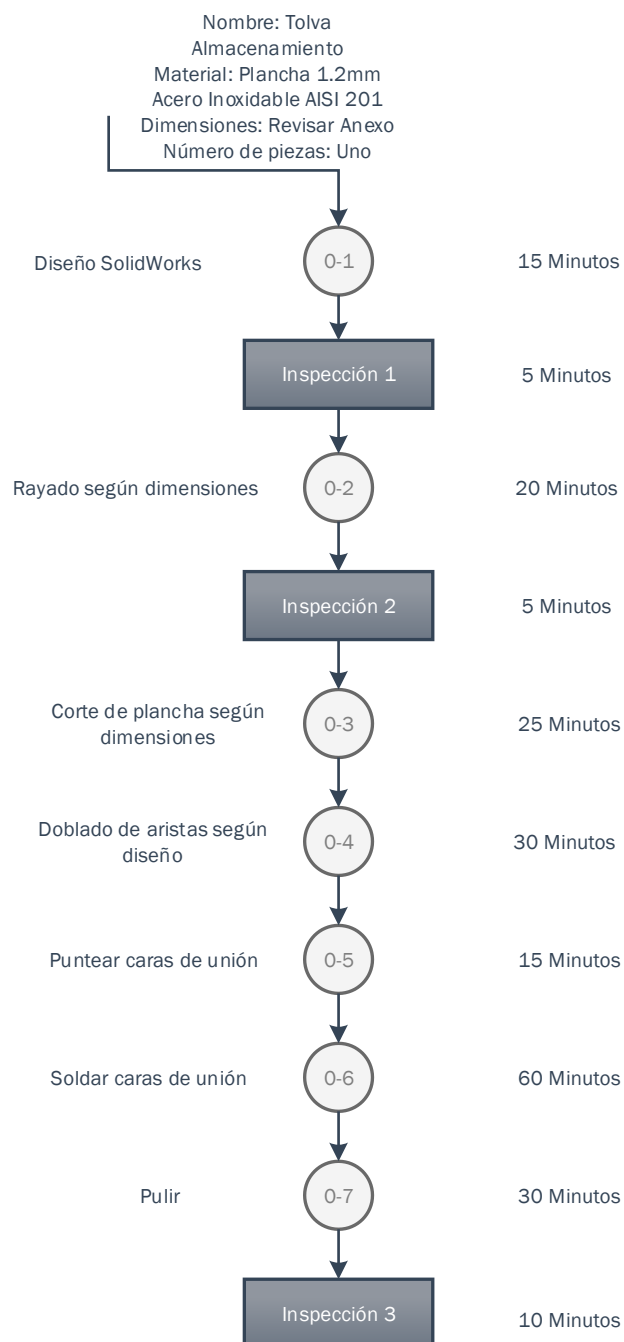 Nombre: Tolva
Almacenamiento
Material: Plancha 1.2mm
Acero Inoxidable AISI 201
Dimensiones: Revisar Anexo
Número de piezas: Uno
Diseño SolidWorks
0-1
15 Minutos
Inspección 1
5 Minutos
Rayado según dimensiones
0-2
20 Minutos
Inspección 2
5 Minutos
Corte de plancha según
dimensiones
0-3
25 Minutos
Doblado de aristas según
diseño
0-4
30 Minutos
Puntear caras de unión
0-5
15 Minutos
Soldar caras de unión
0-6
60 Minutos
Pulir
0-7
30 Minutos
Inspección 3
10 Minutos